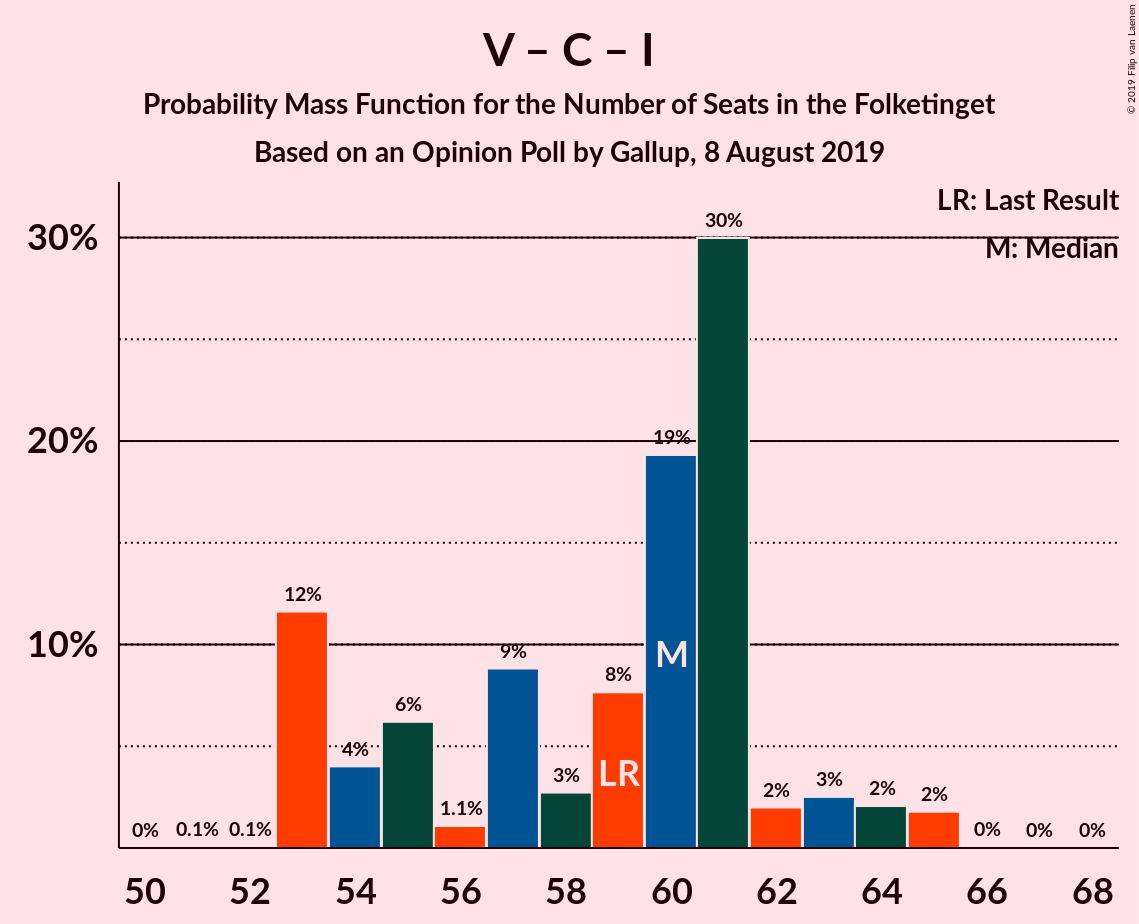 V – C – I
Probability Mass Function for the Number of Seats in the Folketinget
Based on an Opinion Poll by Gallup, 8 August 2019
© 2019 Filip van Laenen
LR: Last Result
M: Median
30%
20%
10%
0%
0.1%
0.1%
12%
4%
6%
1.1%
9%
3%
8%
19%
30%
2%
3%
2%
2%
0%
0%
0%
LR
M
50 52 54 56 58 60 62 64 66 68